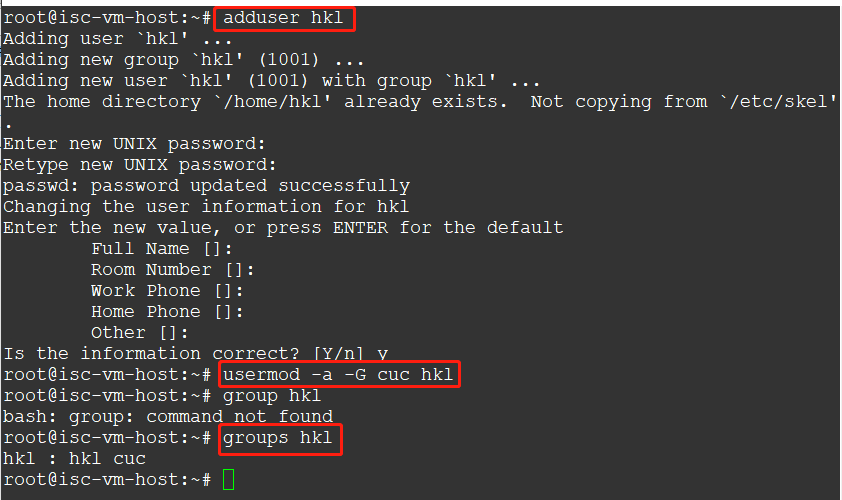 root@isc-vm-host:~# adduser hkl
Adding user `hkl' ...
Adding new group `hkl' (1001) ...
Adding new user `hkl' (1001) with group `hkl' ...
The home directory `/home/hkl' already exists.  Not copying from `/etc/skel'
.
Enter new UNIX password:
Retype new UNIX password:
passwd: password updated successfully
Changing the user information for hkl
Enter the new value, or press ENTER for the default
        Full Name []:
        Room Number []:
        Work Phone []:
        Home Phone []:
        Other []:
Is the information correct? [Y/n] y
root@isc-vm-host:~# usermod -a -G cuc hkl
root@isc-vm-host:~# group hkl
bash: group: command not found
root@isc-vm-host:~# groups hkl
hkl : hkl cuc
root@isc-vm-host:~#